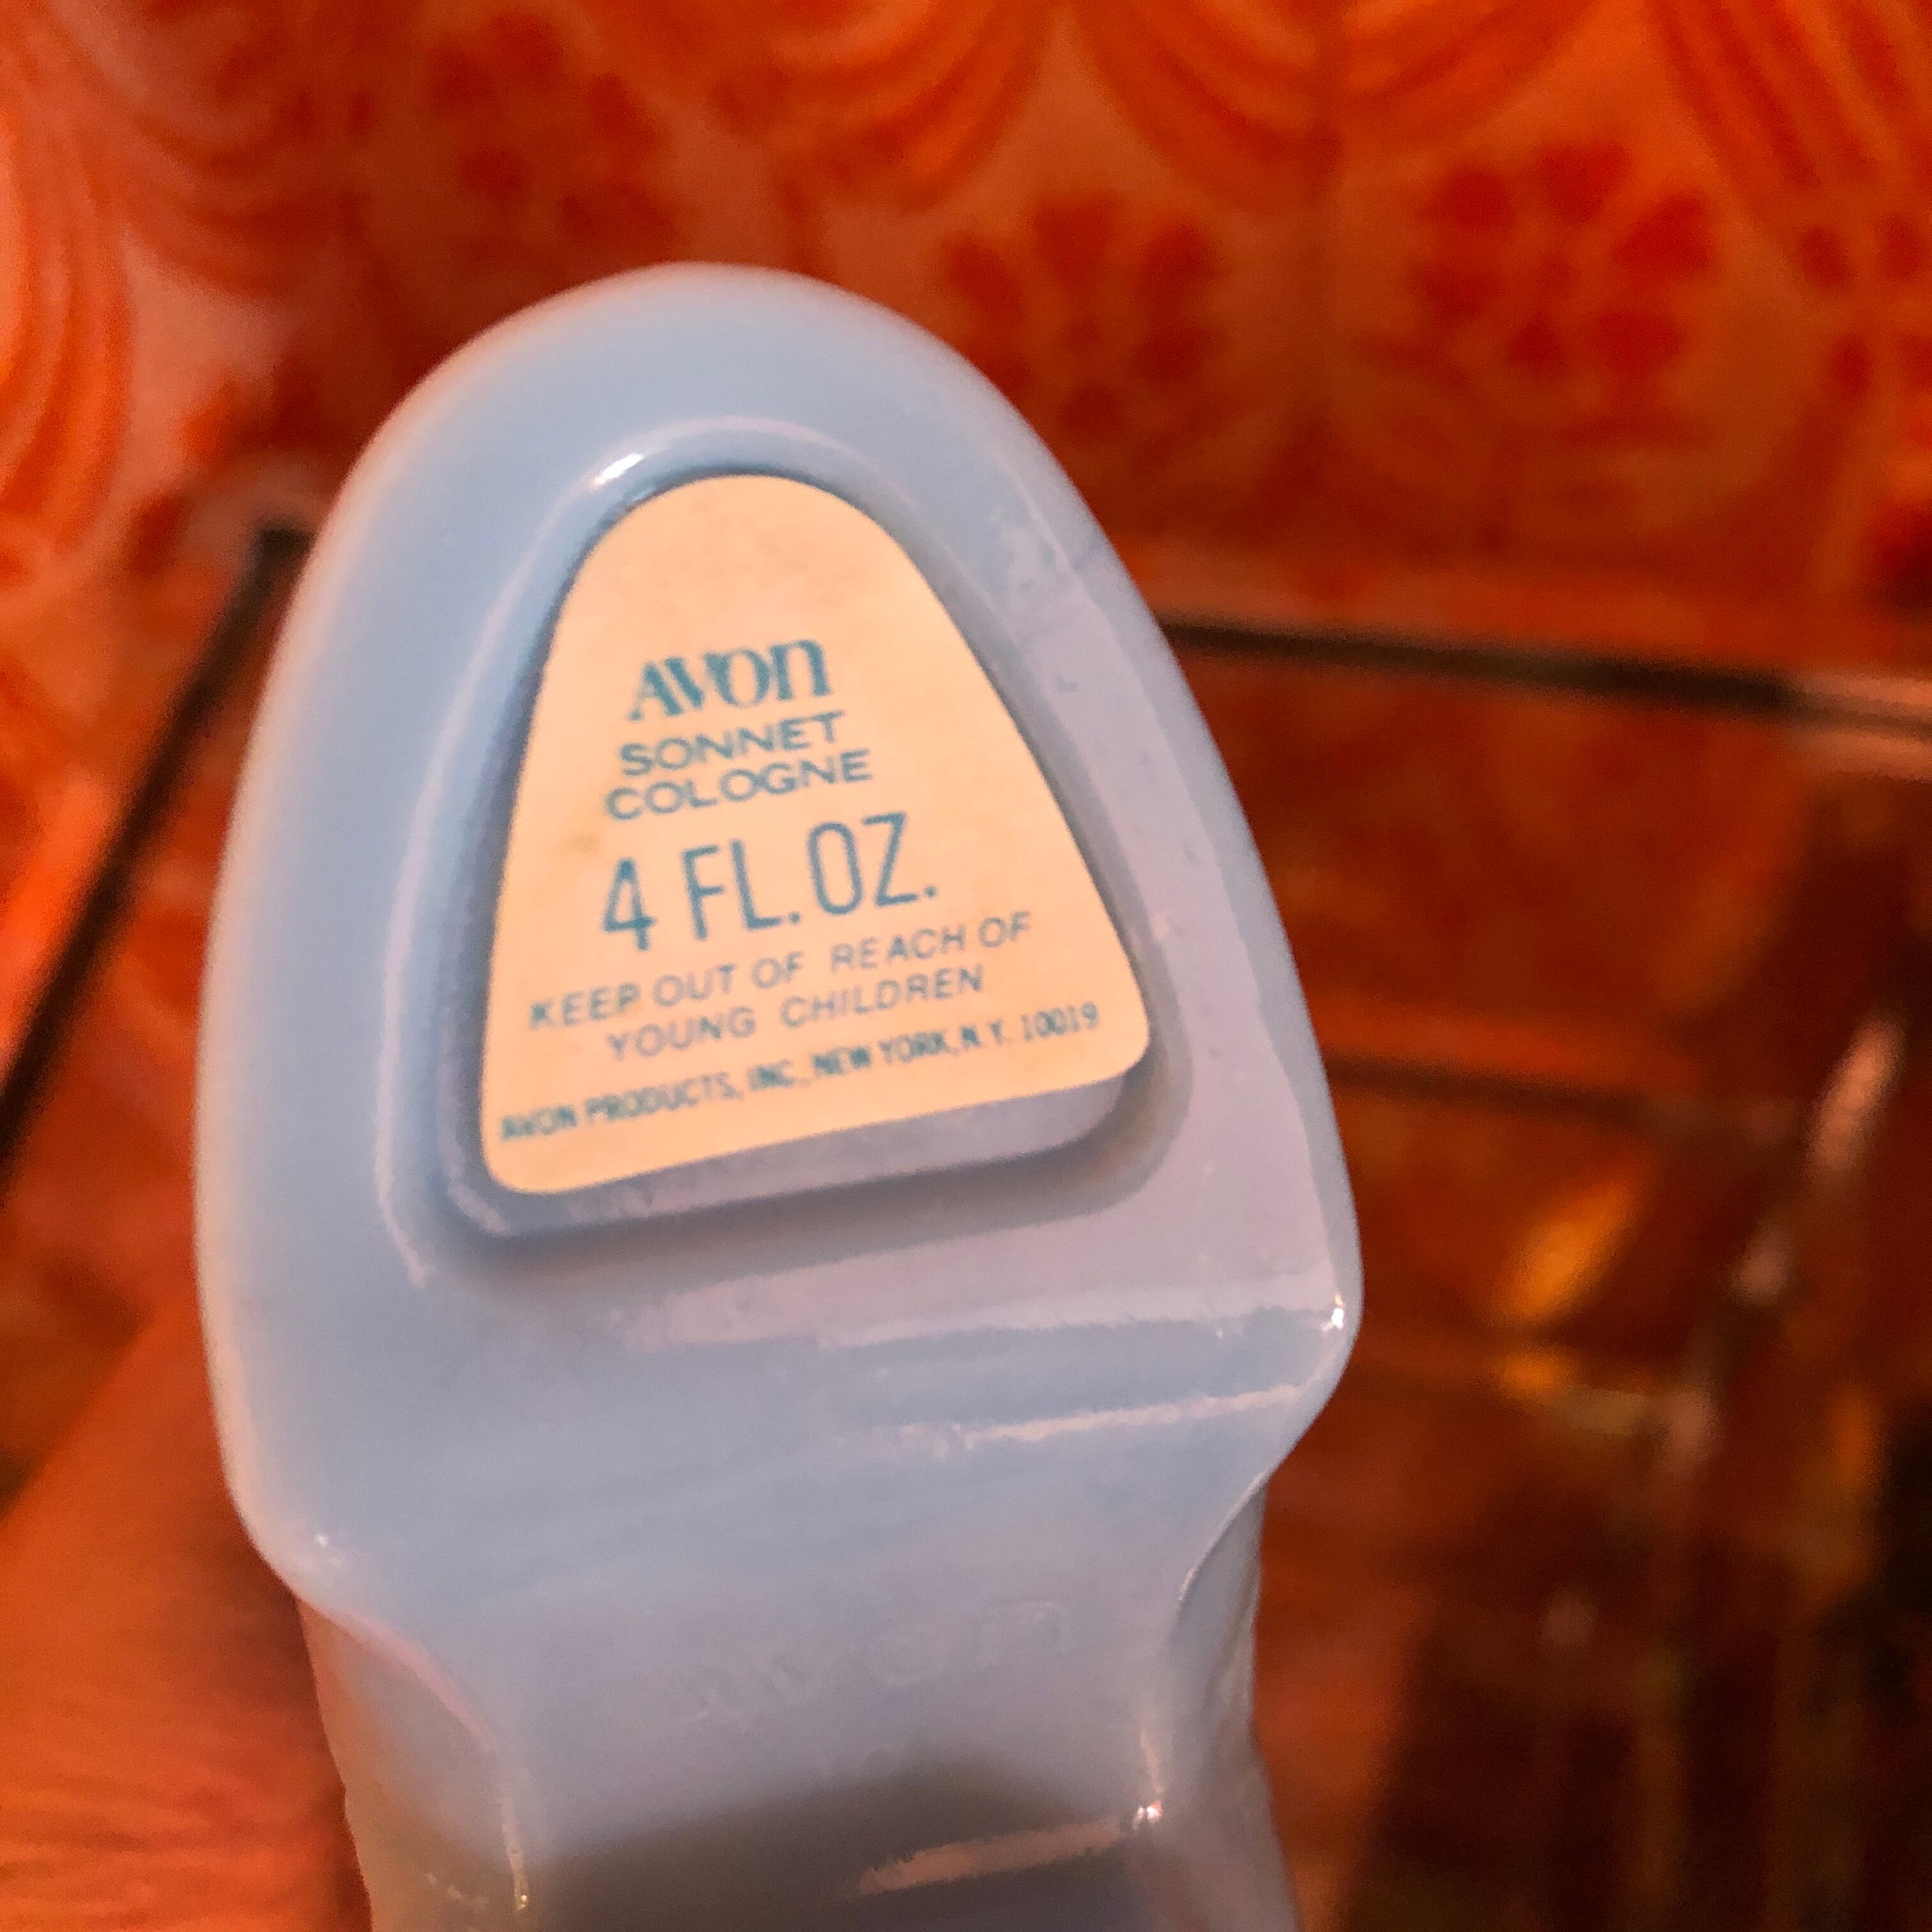 AVON
SONNET
COLOGNE
4 FL. OZ.
KEEP OUT OF REACH OF
YOUNG CHILDREN
AVON PRODUCTS, INC., NEW YORK, N.Y. 10019
AVON